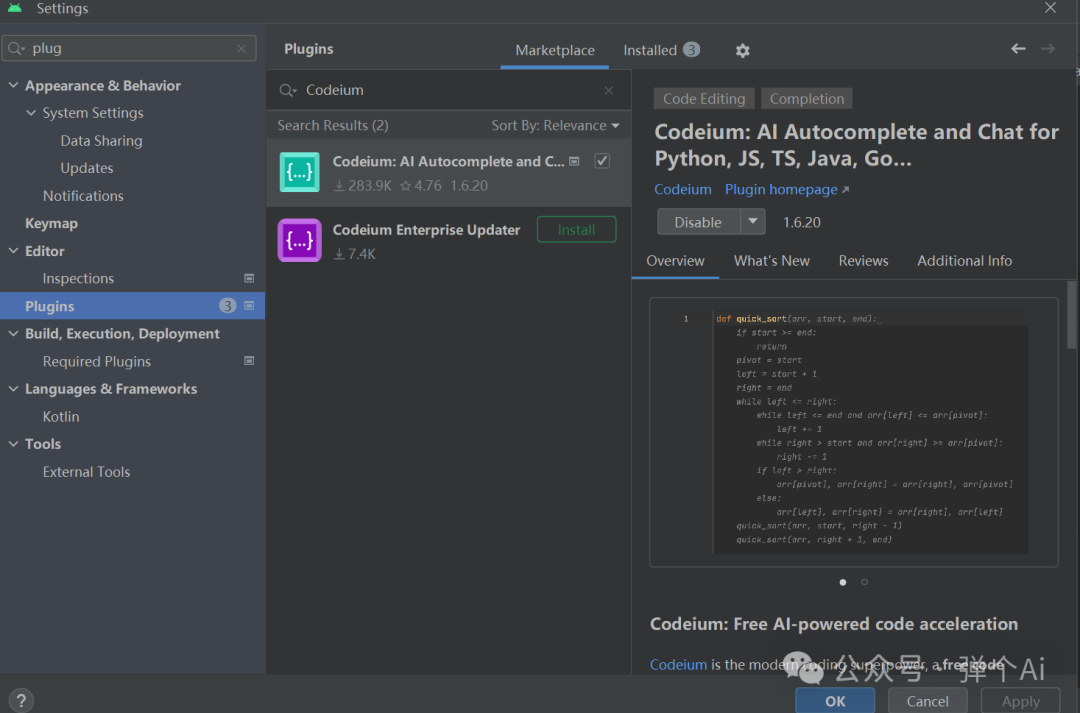 Settings
plug
Appearance & Behavior
System Settings
Data Sharing
Updates
Notifications
Keymap
Editor
Inspections
Plugins 3
Build, Execution, Deployment
Required Plugins
Languages & Frameworks
Kotlin
Tools
External Tools
?
Plugins
Marketplace
Installed 3
Codeium
Search Results (2) Sort By: Relevance
{...}
Codeium: AI Autocomplete and C...
283.9K 4.76 1.6.20
{...}
Codeium Enterprise Updater Install
7.4K
Code Editing Completion
Codeium: AI Autocomplete and Chat for
Python, JS, TS, Java, Go...
Codeium Plugin homepage
Disable 1.6.20
Overview What's New Reviews Additional Info
1 def quick_sort(arr, start, end):
if start >= end:
return
pivot = start
left = start + 1
right = end
while left <= right:
while left <= end and arr[left] <= arr[pivot]:
left += 1
while right > start and arr[right] >= arr[pivot]:
right -= 1
if left > right:
arr[pivot], arr[right] = arr[right], arr[pivot]
else:
arr[left], arr[right] = arr[right], arr[left]
quick_sort(arr, start, right - 1)
quick_sort(arr, right + 1, end)
Codeium: Free AI-powered code acceleration
Codeium is the modern coding superpower, a free code
公众号 · 弹个Ai
OK Cancel Apply